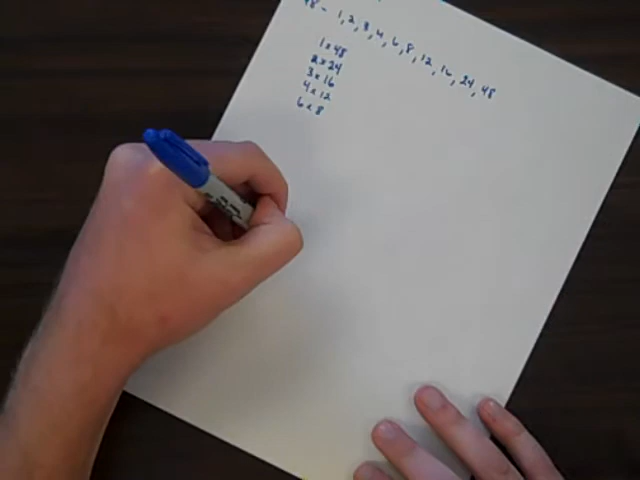 48 - 1, 2, 3, 4, 6, 8, 12, 16, 24, 48
1 x 48
2 x 24
3 x 16
4 x 12
6 x 8